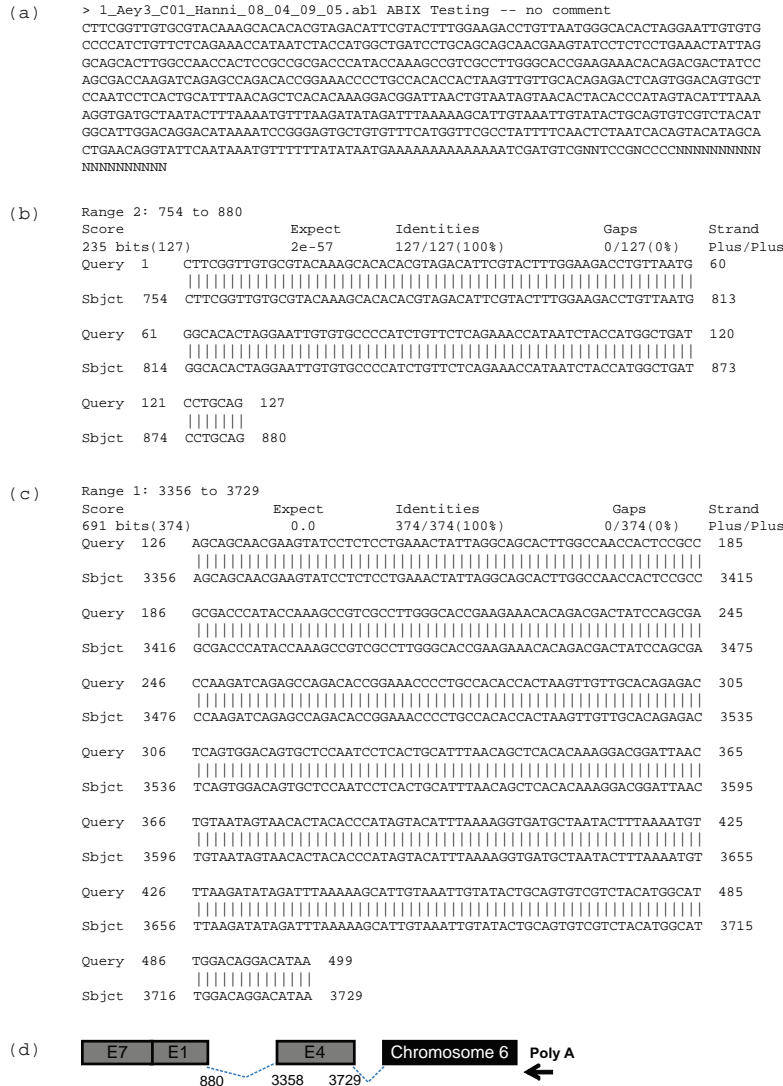 (a)
> 1_Aey3_C01_Hanni_08_04_09_05.ab1 ABIX Testing -- no comment
CTTCGGTTGTGCGTACAAAGCACACACGTAGACATTCGTACTTTGGAAGACCTGTTAATGGGCACACTAGGAATTGTGTG
CCCCATCTGTTCTCAGAAACCATAATCTACCATGGCTGATCCTGCAGCAGCAACGAAGTATCCTCTCCTGAAACTATTAG
GCAGCACTTGGCCAACCACTCCGCCGCGACCCATACCAAAGCCGTCGCCTTGGGCACCGAAGAAACACAGACGACTATCC
AGCGACCAAGATCAGAGCCAGACACCGGAAACCCCTGCCACACCACTAAGTTGTTGCACAGAGACTCAGTGGACAGTGCT
CCAATCCTCACTGCATTTAACAGCTCACACAAAGGACGGATTAACTGTAATAGTAACACTACACCCATAGTACATTTAAA
AGGTGATGCTAATACTTTAAAATGTTTAAGATATAGATTTAAAAAGCATTGTAAATTGTATACTGCAGTGTCGTCTACAT
GGCATTGGACAGGACATAAAATCCGGGAGTGCTGTGTTTCATGGTTCGCCTATTTTCAACTCTAATCACAGTACATAGCA
CTGAACAGGTATTCAATAAATGTTTTTTATATAATGAAAAAAAAAAAAAAATCGATGTCGNNTCCGNCCCCNNNNNNNNNN
NNNNNNNNNN
(b)
Range 2: 754 to 880
Score Expect Identities Gaps Strand
235 bits(127) 2e-57 127/127(100%) 0/127(0%) Plus/Plus
Query 1 CTTCGGTTGTGCGTACAAAGCACACACGTAGACATTCGTACTTTGGAAGACCTGTTAATG 60
Sbjct 754 CTTCGGTTGTGCGTACAAAGCACACACGTAGACATTCGTACTTTGGAAGACCTGTTAATG 813
Query 61 GGCACACTAGGAATTGTGTGCCCCATCTGTTCTCAGAAACCATAATCTACCATGGCTGAT 120
Sbjct 814 GGCACACTAGGAATTGTGTGCCCCATCTGTTCTCAGAAACCATAATCTACCATGGCTGAT 873
Query 121 CCTGCAG 127
Sbjct 874 CCTGCAG 880
(c)
Range 1: 3356 to 3729
Score Expect Identities Gaps Strand
691 bits(374) 0.0 374/374(100%) 0/374(0%) Plus/Plus
Query 126 AGCAGCAACGAAGTATCCTCTCCTGAAACTATTAGGCAGCACTTGGCCAACCACTCCGCC 185
Sbjct 3356 AGCAGCAACGAAGTATCCTCTCCTGAAACTATTAGGCAGCACTTGGCCAACCACTCCGCC 3415
Query 186 GCGACCCATACCAAAGCCGTCGCCTTGGGCACCGAAGAAACACAGACGACTATCCAGCGA 245
Sbjct 3416 GCGACCCATACCAAAGCCGTCGCCTTGGGCACCGAAGAAACACAGACGACTATCCAGCGA 3475
Query 246 CCAAGATCAGAGCCAGACACCGGAAACCCCTGCCACACCACTAAGTTGTTGCACAGAGAC 305
Sbjct 3476 CCAAGATCAGAGCCAGACACCGGAAACCCCTGCCACACCACTAAGTTGTTGCACAGAGAC 3535
Query 306 TCAGTGGACAGTGCTCCAATCCTCACTGCATTTAACAGCTCACACAAAGGACGGATTAAC 365
Sbjct 3536 TCAGTGGACAGTGCTCCAATCCTCACTGCATTTAACAGCTCACACAAAGGACGGATTAAC 3595
Query 366 TGTAATAGTAACACTACACCCATAGTACATTTAAAAGGTGATGCTAATACTTTAAAATGT 425
Sbjct 3596 TGTAATAGTAACACTACACCCATAGTACATTTAAAAGGTGATGCTAATACTTTAAAATGT 3655
Query 426 TTAAGATATAGATTTAAAAAGCATTGTAAATTGTATACTGCAGTGTCGTCTACATGGCAT 485
Sbjct 3656 TTAAGATATAGATTTAAAAAGCATTGTAAATTGTATACTGCAGTGTCGTCTACATGGCAT 3715
Query 486 TGGACAGGACATAA 499
Sbjct 3716 TGGACAGGACATAA 3729
(d)
E7 E1 E4 Chromosome 6 Poly A
880 3358 3729